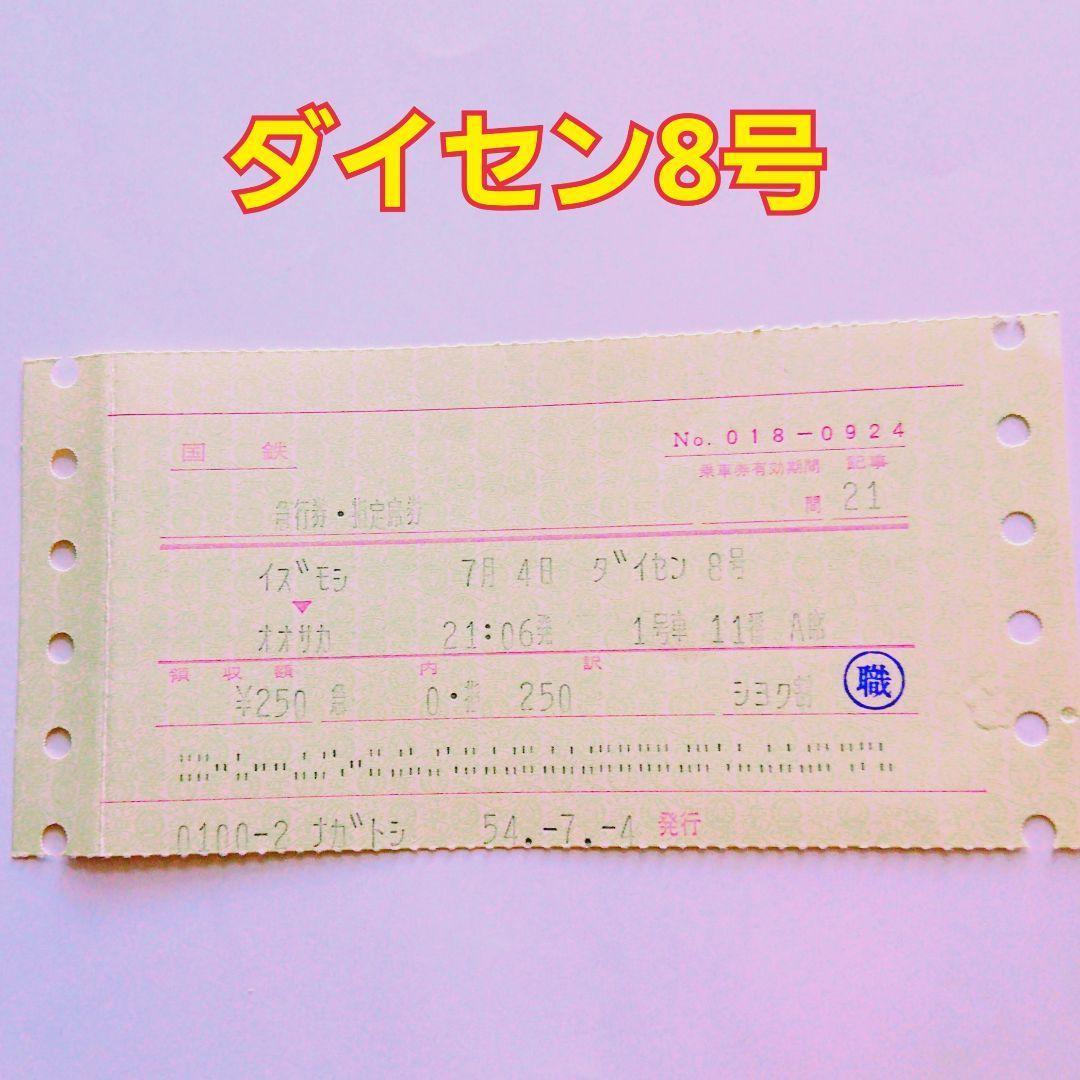 ダイセン8号
国鉄
No. 018-0924
乗車券有効期間 記事
急行券・指定席券 間 21
イズモシ 7月 4日 ダイセン 8号
▼
オオサカ 21:06発 1号車 11番 A席
領収額 内訳
¥250 急 0・指 250 シヨク割 職
0100-2 ナガトシ 54.-7.-4 発行